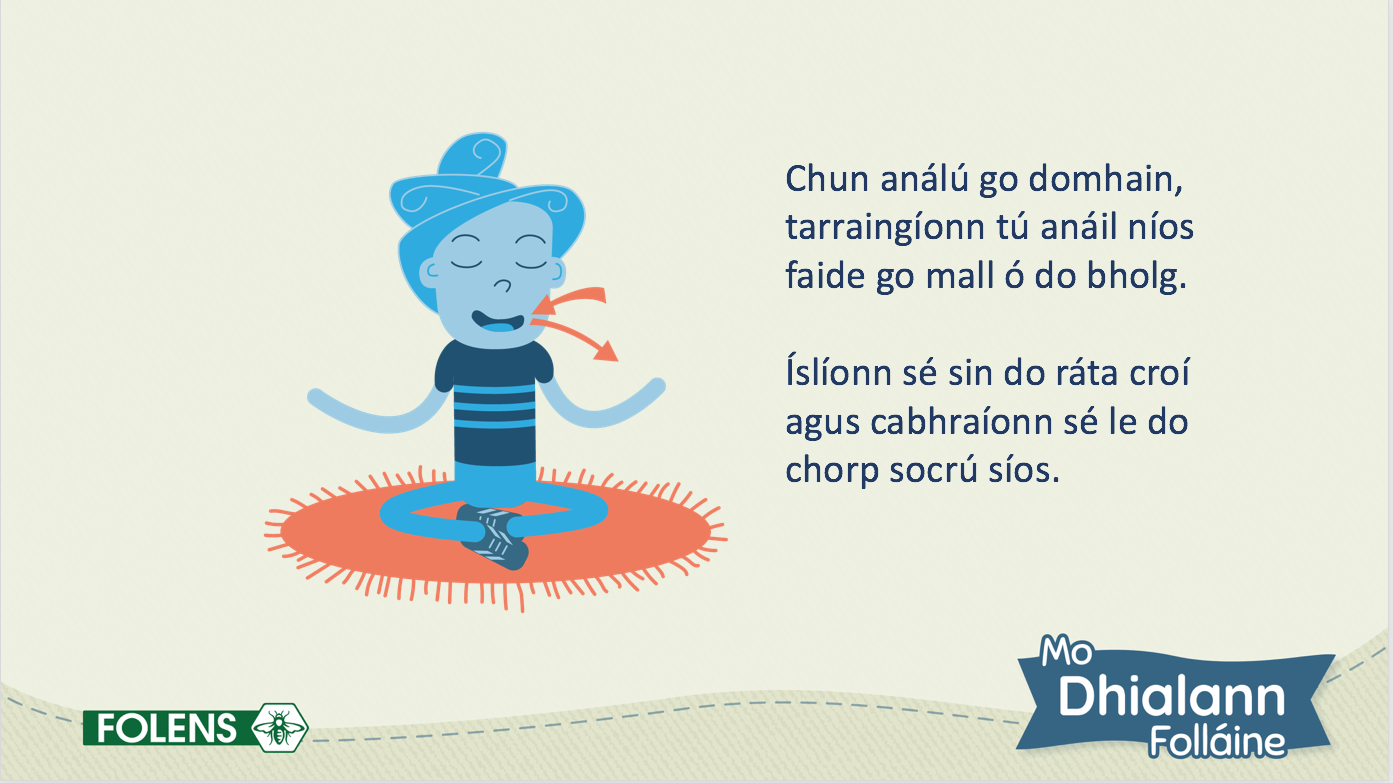 Chun análú go domhain,
tarraingíonn tú anáil níos
faide go mall ó do bholg.
Íslíonn sé sin do ráta croí
agus cabhraíonn sé le do
chorp socrú síos.
FOLENS
Mo
Dhialann
Folláine